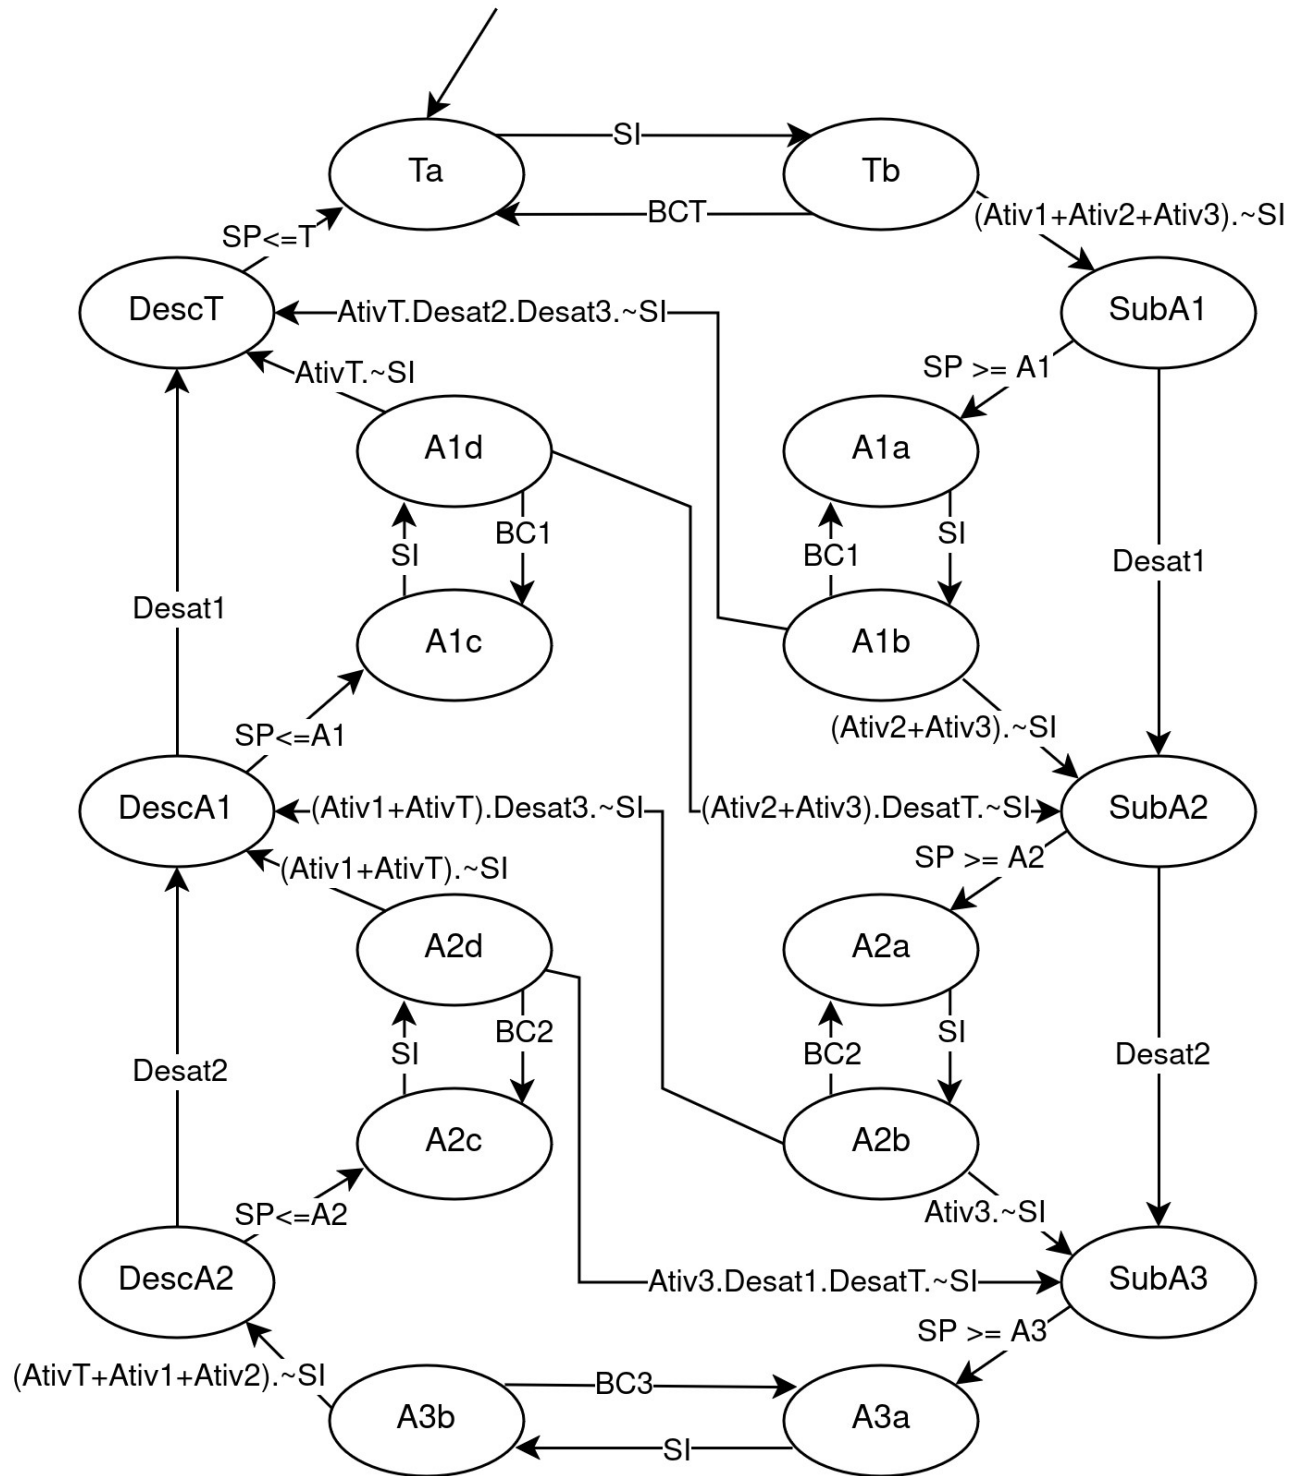 SI
Ta
Tb
BCT
(Ativ1+Ativ2+Ativ3).~SI
SP<=T
DescT
AtivT.Desat2.Desat3.~SI
SubA1
AtivT.~SI
SP >= A1
A1d
A1a
BC1
SI
SI
BC1
Desat1
Desat1
A1c
A1b
SP<=A1
(Ativ2+Ativ3).~SI
DescA1
(Ativ1+AtivT).Desat3.~SI
(Ativ2+Ativ3).DesatT.~SI
SubA2
(Ativ1+AtivT).~SI
SP >= A2
A2d
A2a
BC2
SI
SI
BC2
Desat2
Desat2
A2c
A2b
SP<=A2
Ativ3.~SI
DescA2
Ativ3.Desat1.DesatT.~SI
SubA3
SP >= A3
(AtivT+Ativ1+Ativ2).~SI
BC3
A3b
A3a
SI